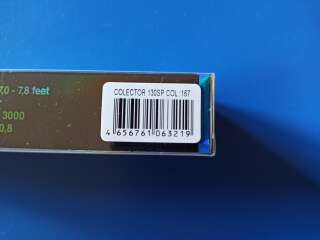 7,0 - 7,8 feet
3000
0,8
COLECTOR 130SP COL:167
4 656761 063219